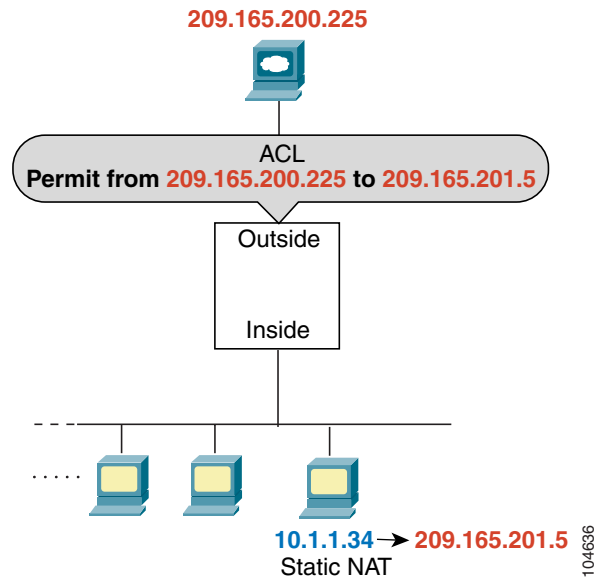 209.165.200.225
ACL
Permit from 209.165.200.225 to 209.165.201.5
Outside
Inside
10.1.1.34 → 209.165.201.5
Static NAT
104636